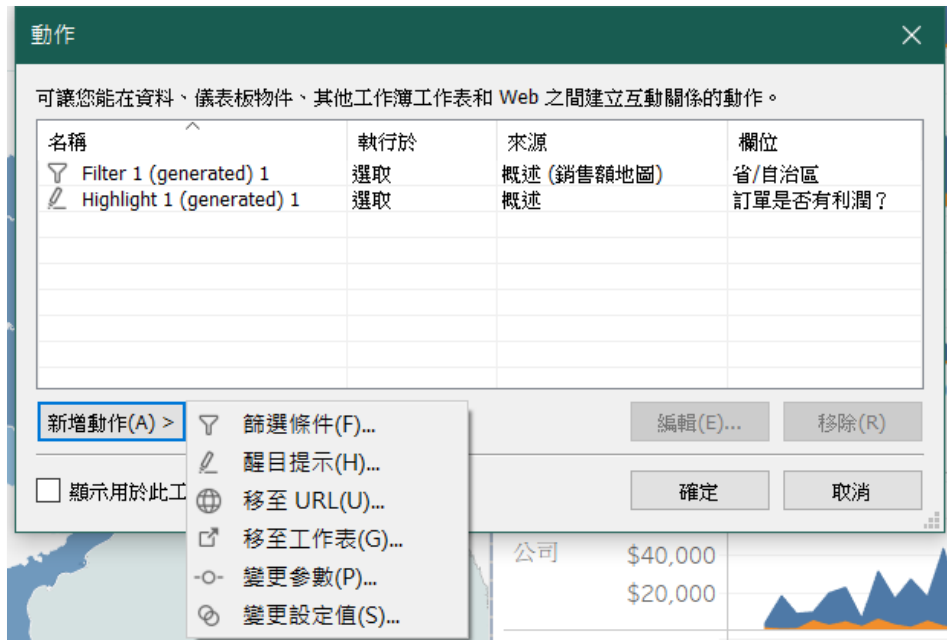 動作
可讓您能在資料、儀表板物件、其他工作簿工作表和 Web 之間建立互動關係的動作。
名稱 執行於 來源 欄位
Filter 1 (generated) 1 選取 概述 (銷售額地圖) 省/自治區
Highlight 1 (generated) 1 選取 概述 訂單是否有利潤？
新增動作(A) > 編輯(E)... 移除(R)
篩選條件(F)...
醒目提示(H)...
顯示用於此工 確定 取消
移至 URL(U)...
移至工作表(G)...
變更參數(P)...
變更設定值(S)...
公司 $40,000
$20,000